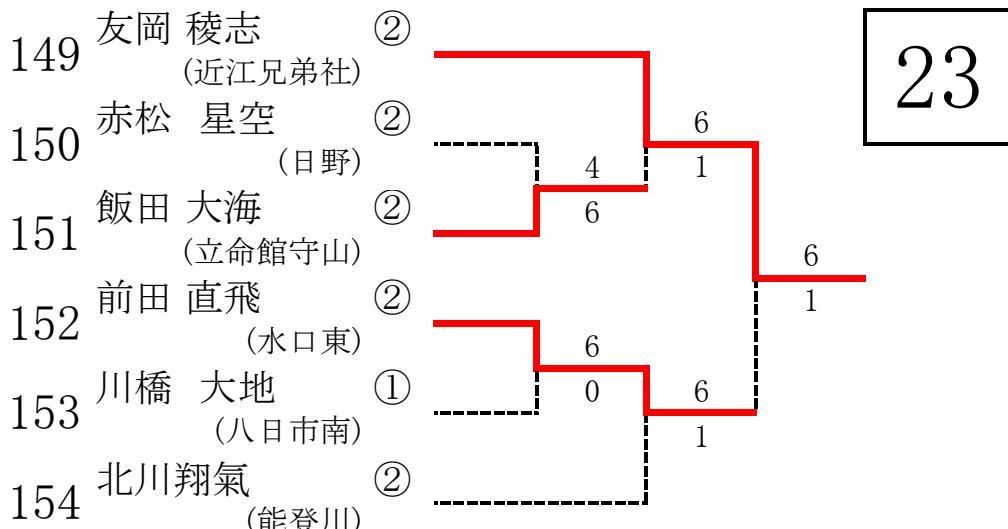 149 友岡 稜志 ②
(近江兄弟社)
150 赤松 星空 ②
(日野)
151 飯田 大海 ②
(立命館守山)
152 前田 直飛 ②
(水口東)
153 川橋 大地 ①
(八日市南)
154 北川翔氣 ②
(能登川)
4
6
6
0
6
1
6
1
6
1
23